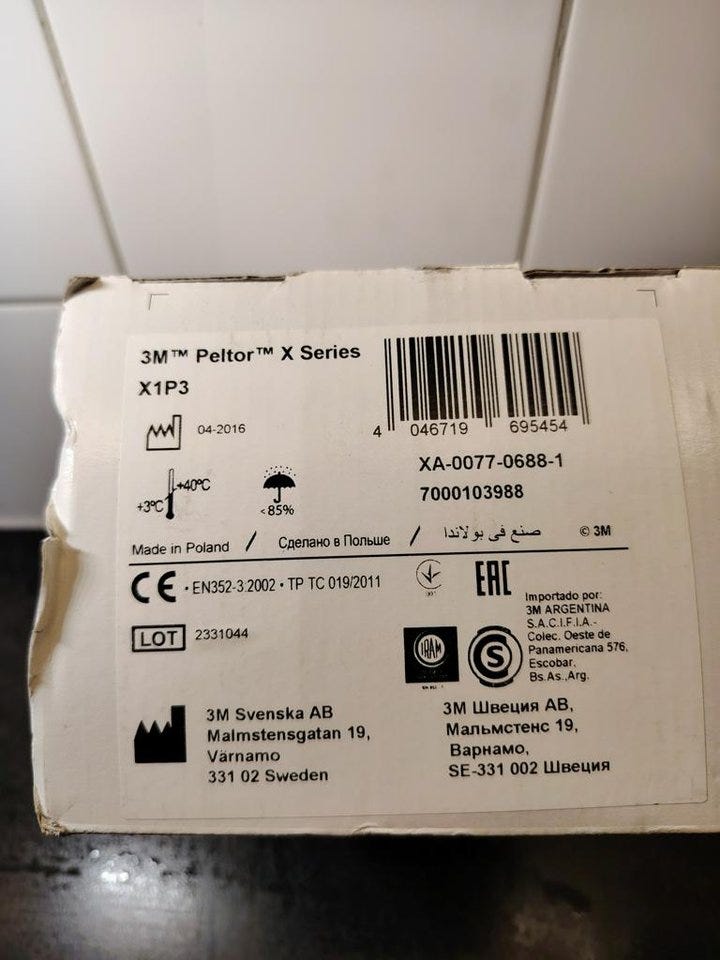 3M™ Peltor™ X Series
X1P3
04-2016
4 046719 695454
XA-0077-0688-1
7000103988
+40ºC
+3ºC
<85%
Made in Poland / Сделано в Польше / صنع في بولاندا © 3M
CE • EN352-3:2002 • TP TC 019/2011
EAC
LOT 2331044
IRAM
S
Importado por:
3M ARGENTINA
S.A.C.I.F.I.A.-
Colec. Oeste de
Panamericana 576,
Escobar,
Bs.As.,Arg.
3M Svenska AB
Malmstensgatan 19,
Värnamo
331 02 Sweden
3M Швеция AB,
Мальмстенс 19,
Варнамо,
SE-331 002 Швеция